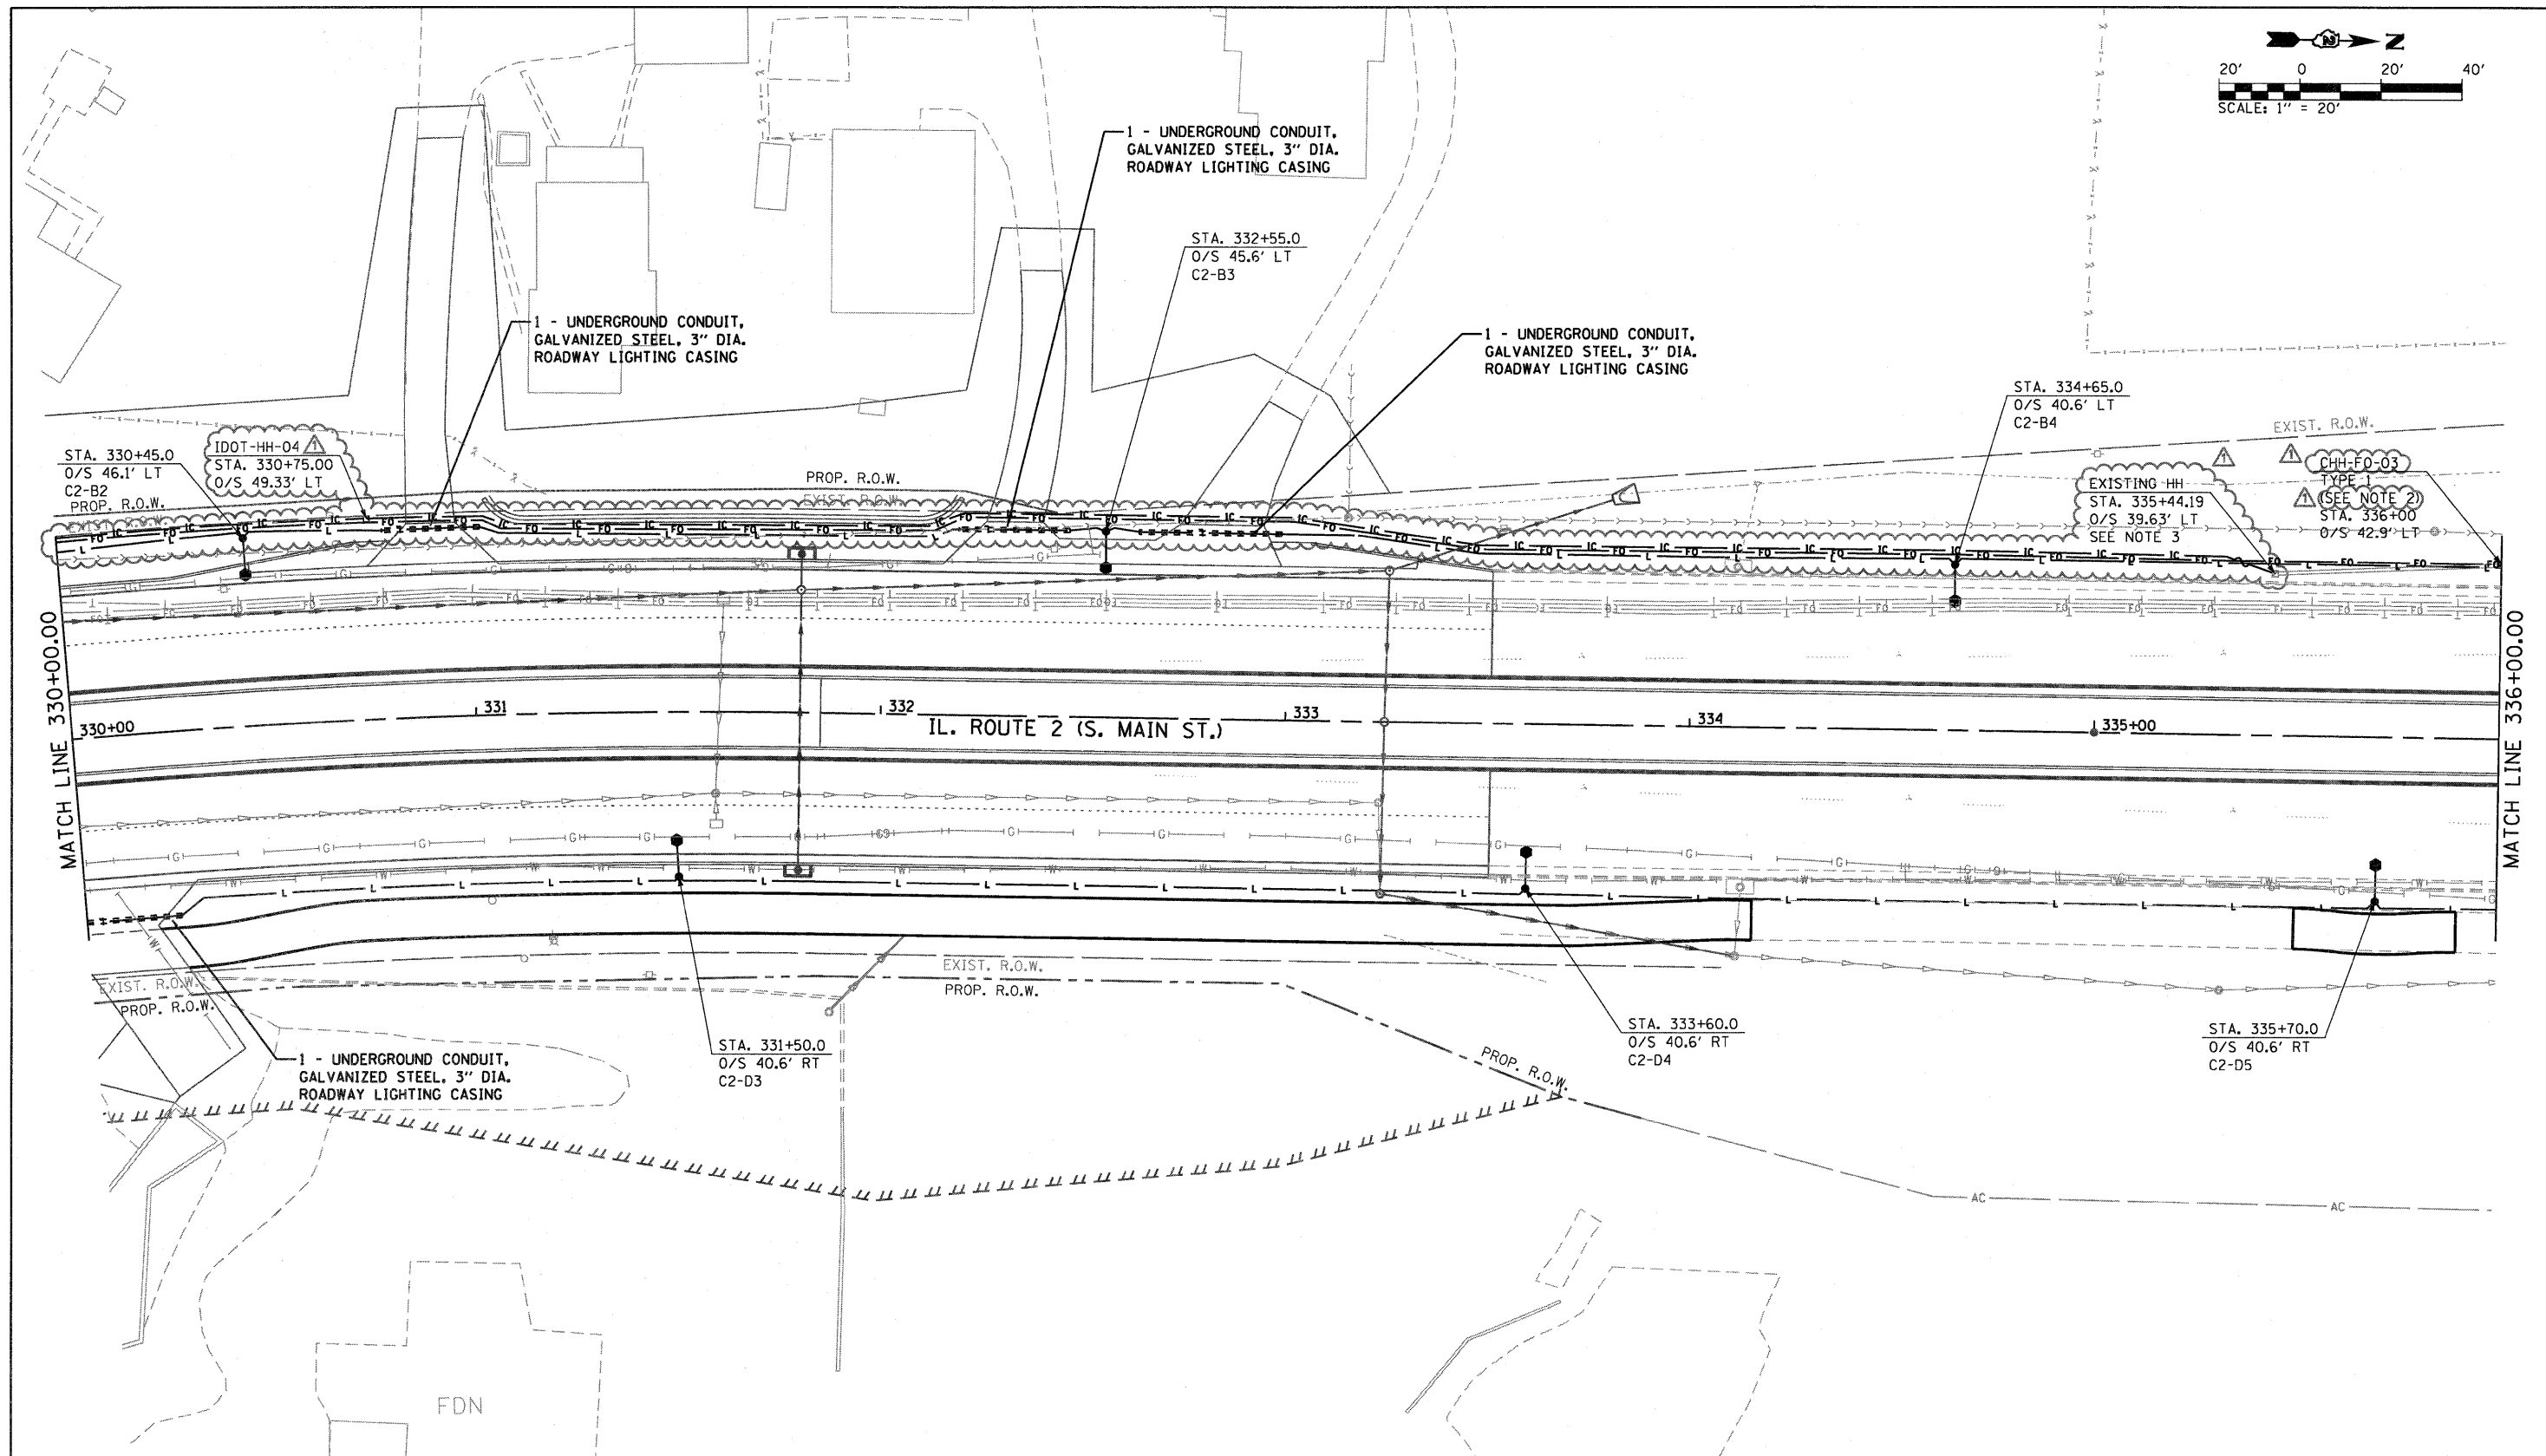 N
20' 0 20' 40'
SCALE: 1" = 20'
1 - UNDERGROUND CONDUIT,
GALVANIZED STEEL, 3" DIA.
ROADWAY LIGHTING CASING
STA. 332+55.0
O/S 45.6' LT
C2-B3
1 - UNDERGROUND CONDUIT,
GALVANIZED STEEL, 3" DIA.
ROADWAY LIGHTING CASING
1 - UNDERGROUND CONDUIT,
GALVANIZED STEEL, 3" DIA.
ROADWAY LIGHTING CASING
STA. 334+65.0
O/S 40.6' LT
C2-B4
EXIST. R.O.W.
STA. 330+45.0
O/S 46.1' LT
C2-B2
PROP. R.O.W.
EXIST. R.O.W.
IDOT-HH-04 1
STA. 330+75.00
O/S 49.33' LT
PROP. R.O.W.
EXIST. R.O.W.
EXISTING HH
STA. 335+44.19
O/S 39.63' LT
SEE NOTE 3
1
1 CHH-FO-03
TYPE 1
1 (SEE NOTE 2)
STA. 336+00
O/S 42.9' LT
MATCH LINE 330+00.00
330+00
331
332
333
334
335+00
IL. ROUTE 2 (S. MAIN ST.)
MATCH LINE 336+00.00
EXIST. R.O.W.
PROP. R.O.W.
EXIST. R.O.W.
PROP. R.O.W.
1 - UNDERGROUND CONDUIT,
GALVANIZED STEEL, 3" DIA.
ROADWAY LIGHTING CASING
STA. 331+50.0
O/S 40.6' RT
C2-D3
PROP. R.O.W.
STA. 333+60.0
O/S 40.6' RT
C2-D4
STA. 335+70.0
O/S 40.6' RT
C2-D5
AC AC
FDN